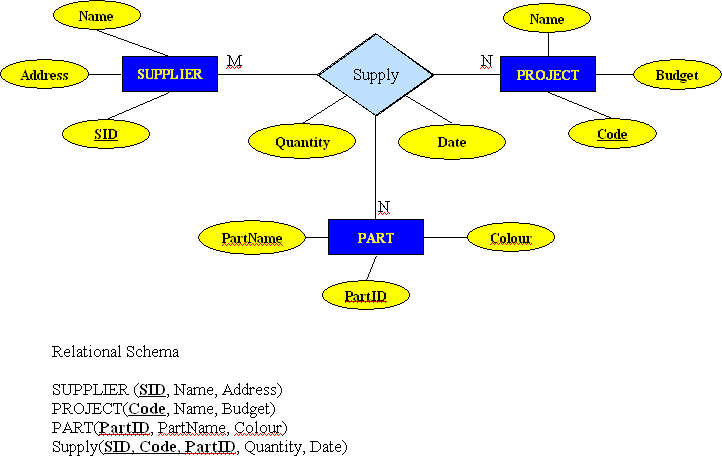 Name
Name
M
N
Address
SUPPLIER
Supply
PROJECT
Budget
SID
Quantity
Date
Code
N
PartName
PART
Colour
PartID
Relational Schema
SUPPLIER (SID, Name, Address)
PROJECT(Code, Name, Budget)
PART(PartID, PartName, Colour)
Supply(SID, Code, PartID, Quantity, Date)